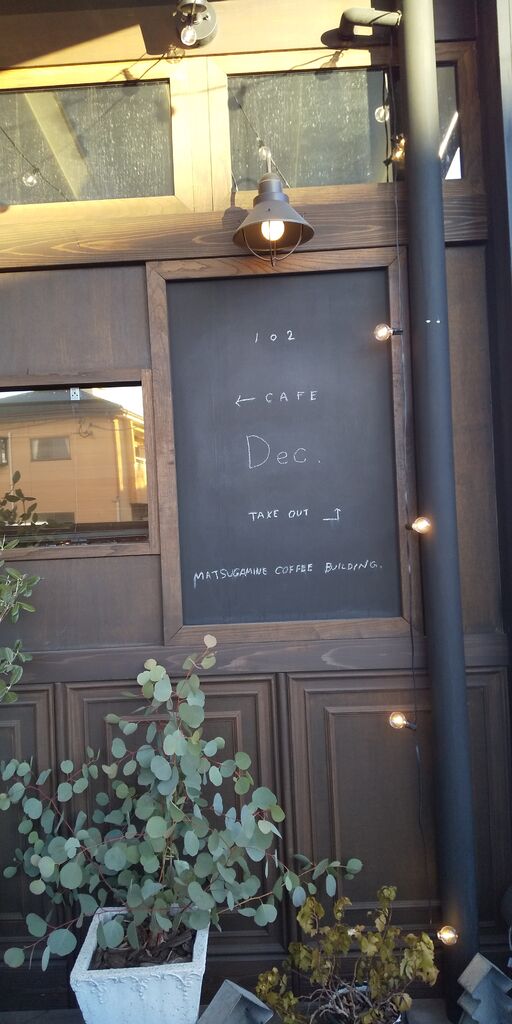 102
← CAFE
Dec.
TAKE OUT
MATSUGAMINE COFFEE BUILDING.